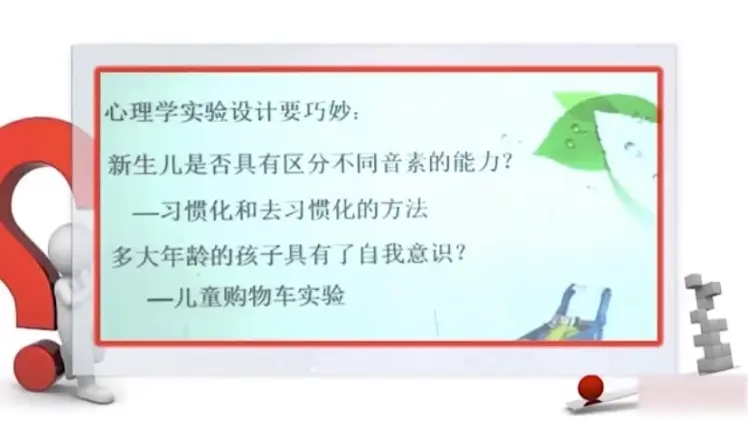 心理学实验设计要巧妙:
新生儿是否具有区分不同音素的能力?
—习惯化和去习惯化的方法
多大年龄的孩子具有了自我意识?
—儿童购物车实验